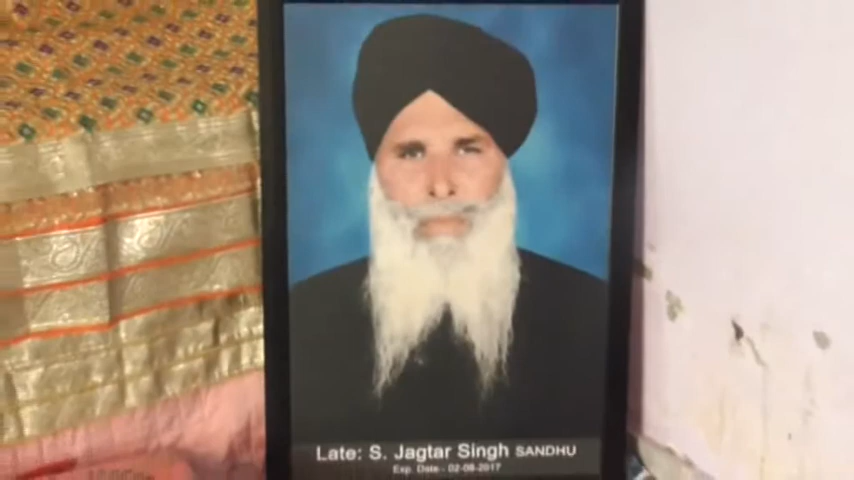 Late: S. Jagtar Singh SANDHU
Exp. Date.- 02-08-2017